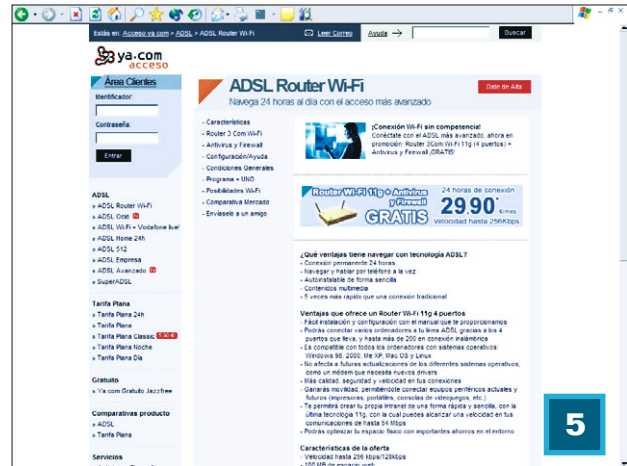 Estás en: Acceso ya.com > ADSL > ADSL Router Wi-Fi
Leer Correo
Ayuda
Buscar
ya.com
acceso
Área Clientes
Identificador:
Contraseña:
Entrar
ADSL
» ADSL Router Wi-Fi
» ADSL Ocio
» ADSL Wi-Fi + Vodafone live!
» ADSL Home 24h
» ADSL 512
» ADSL Empresa
» ADSL Avanzado
» SuperADSL
Tarifa Plana
» Tarifa Plana 24h
» Tarifa Plana
» Tarifa Plana Classic
» Tarifa Plana Noche
» Tarifa Plana Día
Gratuito
» Ya.com Gratuito Jazzfree
Comparativas producto
» ADSL
» Tarifa Plana
Servicios
ADSL Router Wi-Fi
Navega 24 horas al día con el acceso más avanzado
Date de Alta
- Características
- Router 3 Com Wi-Fi
- Antivirus y Firewall
- Configuración/Ayuda
- Condiciones Generales
- Programa + UNO
- Posibilidades Wi-Fi
- Comparativa Mercado
- Envíaselo a un amigo
¡Conexión Wi-Fi sin competencia!
Conéctate con el ADSL más avanzado, ahora en
promoción: Router 3Com Wi-Fi 11g (4 puertos) +
Antivirus y Firewall ¡GRATIS!
Router Wi-Fi 11g + Antivirus
y Firewall
GRATIS
24 horas de conexión
29,90* €/mes
Velocidad hasta 256Kbps
¿Qué ventajas tiene navegar con tecnología ADSL?
- Conexión permanente 24 horas
- Navegar y hablar por teléfono a la vez
- Autoinstalable de forma sencilla
- Contenidos multimedia
- 5 veces más rápido que una conexión tradicional
Ventajas que ofrece un Router Wi-Fi 11g 4 puertos
- Fácil instalación y configuración con el manual que te proporcionamos
- Podrás conectar varios ordenadores a tu línea ADSL gracias a los 4
puertos que lleva, y hasta más de 200 en conexión inalámbrica
- Es compatible con todos los ordenadores con sistemas operativos:
Windows 98, 2000, Me XP, Mac OS y Linux
- No afecta a futuras actualizaciones de los diferentes sistemas operativos,
como un módem que necesita nuevos drivers
- Más calidad, seguridad y velocidad en tus conexiones
- Ganarás movilidad, permitiéndote conectar equipos periféricos actuales y
futuros (impresoras, portátiles, consolas de videojuegos, etc.)
- Te permitirá crear tu propia intranet de una forma rápida y sencilla, con la
última tecnología 11g, con la cual puedes alcanzar una velocidad en tus
comunicaciones de hasta 54 Mbps
- Podrás optimizar tu espacio físico con importantes ahorros en el entorno
Características de la oferta
- Velocidad hasta 256 kbps/128kbps
- 100 MB de espacio web
5